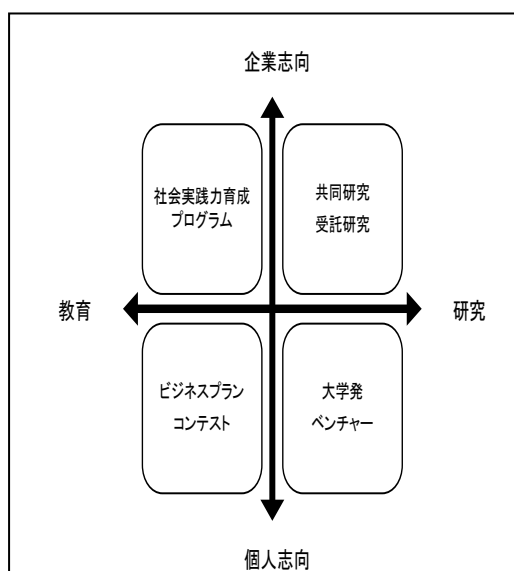 企業志向
社会実践力育成
プログラム
共同研究
受託研究
教育
研究
ビジネスプラン
コンテスト
大学発
ベンチャー
個人志向